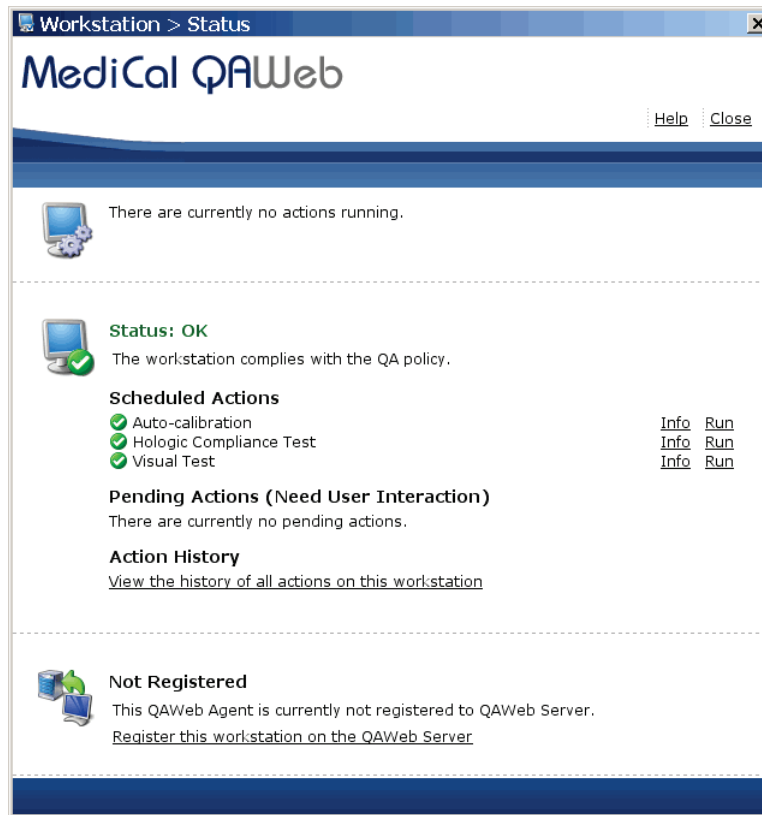 Workstation > Status
MediCal QAWeb
Help Close
There are currently no actions running.
Status: OK
The workstation complies with the QA policy.
Scheduled Actions
Auto-calibration Info Run
Hologic Compliance Test Info Run
Visual Test Info Run
Pending Actions (Need User Interaction)
There are currently no pending actions.
Action History
View the history of all actions on this workstation
Not Registered
This QAWeb Agent is currently not registered to QAWeb Server.
Register this workstation on the QAWeb Server